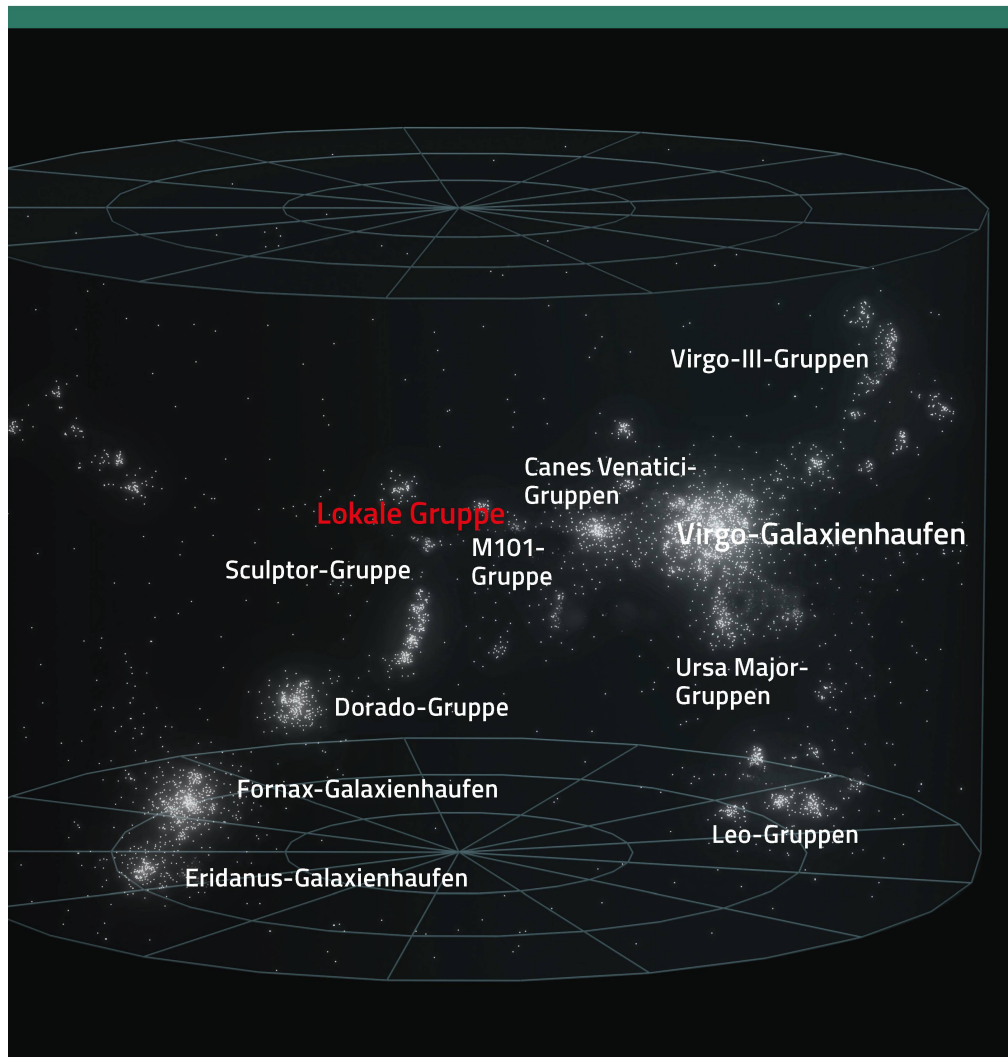 Virgo-III-Gruppen
Canes Venatici-
Gruppen
Lokale Gruppe
Virgo-Galaxienhaufen
M101-
Gruppe
Sculptor-Gruppe
Ursa Major-
Gruppen
Dorado-Gruppe
Fornax-Galaxienhaufen
Leo-Gruppen
Eridanus-Galaxienhaufen